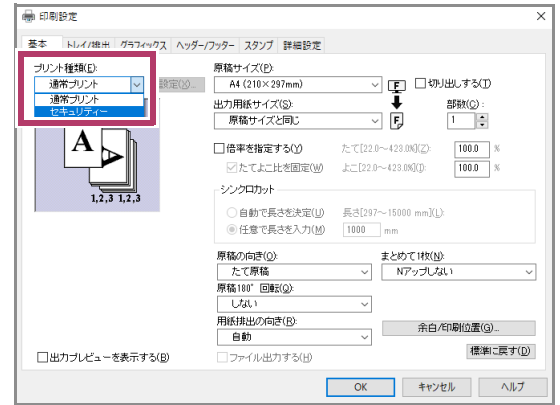 印刷設定
基本 トレイ/排出 グラフィックス ヘッダー/フッター スタンプ 詳細設定
プリント種類(E):
通常プリント 設定(X)...
通常プリント
セキュリティー
A
1,2,3 1,2,3
出力プレビューを表示する(B)
原稿サイズ(P):
A4 (210×297mm)
切り出しする(T)
出力用紙サイズ(S):
原稿サイズと同じ
F
F
部数(C):
1
倍率を指定する(Y)
たて[22.0～423.0%](Z): 100.0 %
たてよこ比を固定(W)
よこ[22.0～423.0%](J): 100.0 %
シンクロカット
自動で長さを決定(U) 長さ[297～15000 mm](L):
任意で長さを入力(M) 1000 mm
原稿の向き(O):
たて原稿
まとめて1枚(N):
Nアップしない
原稿180° 回転(Q):
しない
用紙排出の向き(R):
自動
余白/印刷位置(G)...
ファイル出力する(H)
標準に戻す(D)
OK キャンセル ヘルプ